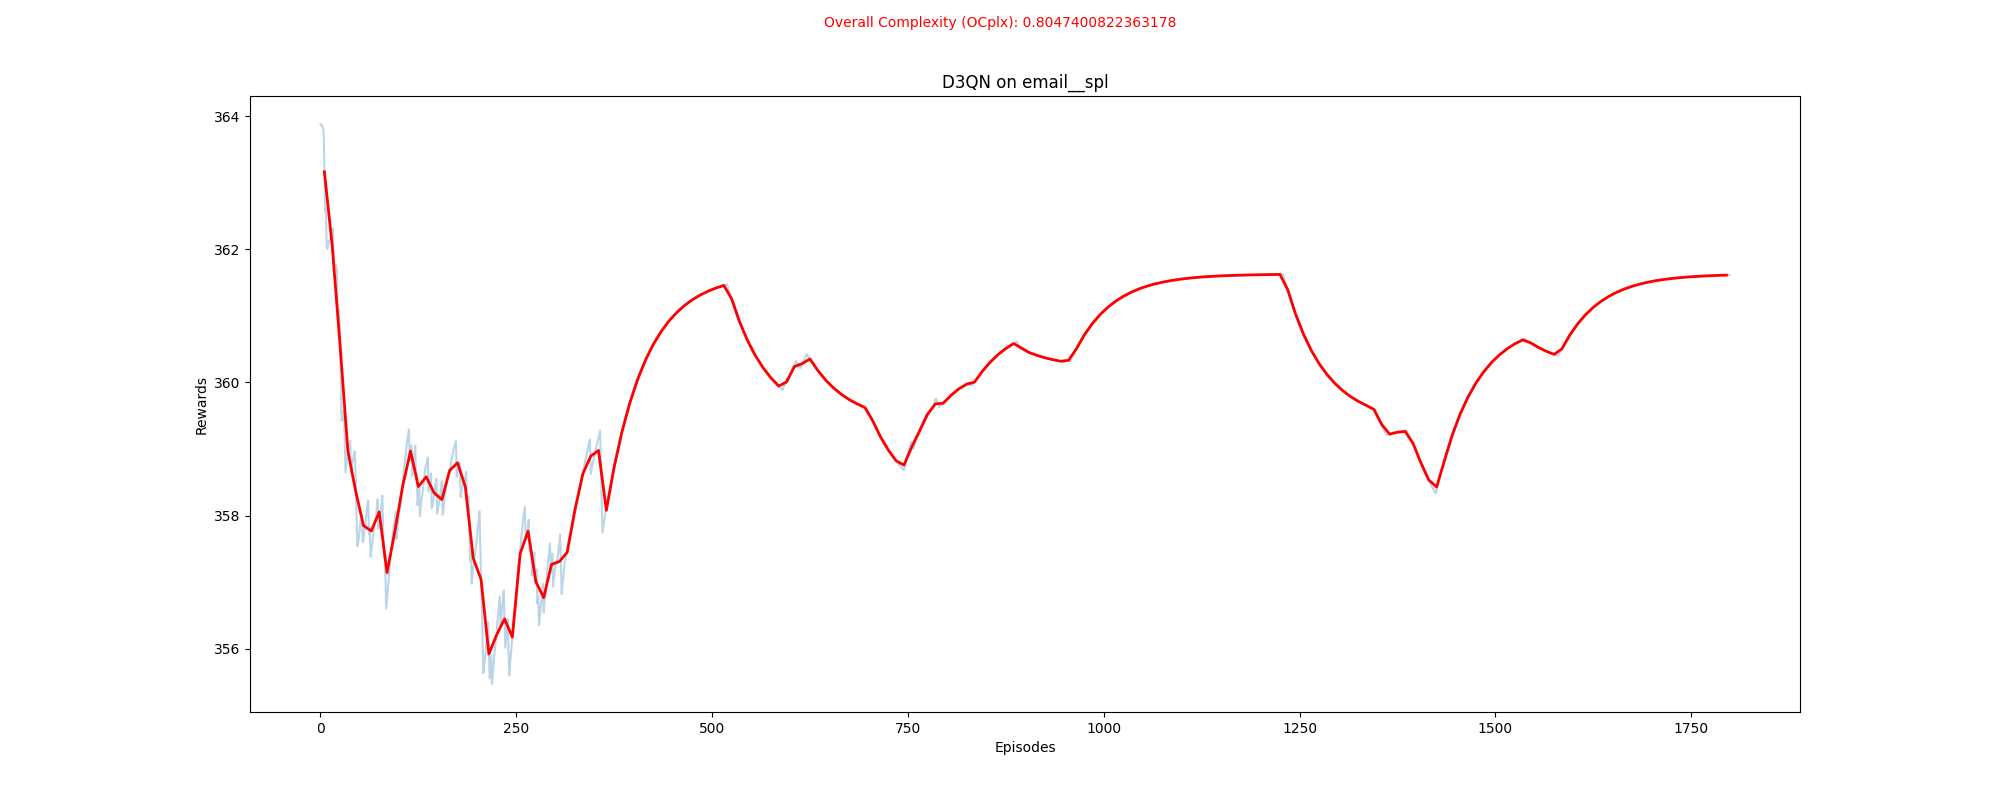 Overall Complexity (OCplx): 0.8047400822363178
D3QN on email__spl
364
362
360
358
356
Rewards
0 250 500 750 1000 1250 1500 1750
Episodes